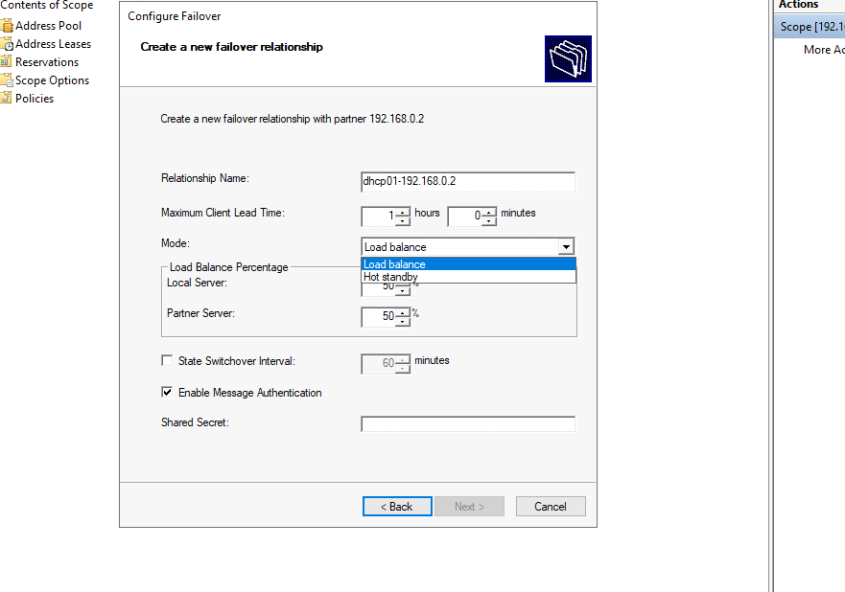 Contents of Scope
Address Pool
Address Leases
Reservations
Scope Options
Policies
Configure Failover
Create a new failover relationship
Create a new failover relationship with partner 192.168.0.2
Relationship Name: dhcp01-192.168.0.2
Maximum Client Lead Time: 1 hours 0 minutes
Mode: Load balance
Load balance
Hot standby
Load Balance Percentage
Local Server: 50 %
Partner Server: 50 %
State Switchover Interval: 60 minutes
Enable Message Authentication
Shared Secret:
< Back Next > Cancel
Actions
Scope [192.1
More Ac